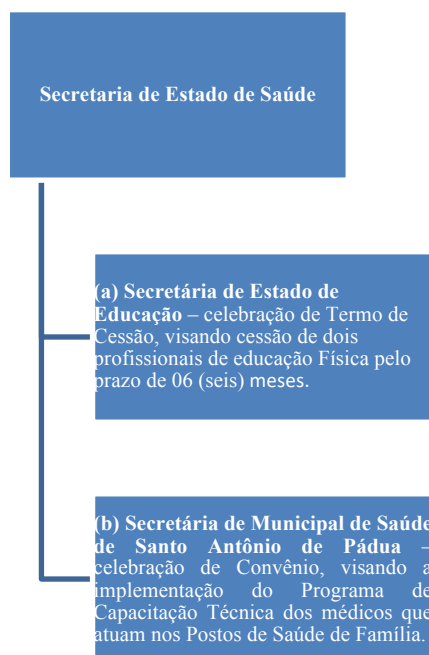 Secretaria de Estado de Saúde
(a) Secretária de Estado de
Educação – celebração de Termo de
Cessão, visando cessão de dois
profissionais de educação Física pelo
prazo de 06 (seis) meses.
(b) Secretária de Municipal de Saúde
de Santo Antônio de Pádua –
celebração de Convênio, visando a
implementação do Programa de
Capacitação Técnica dos médicos que
atuam nos Postos de Saúde de Família.